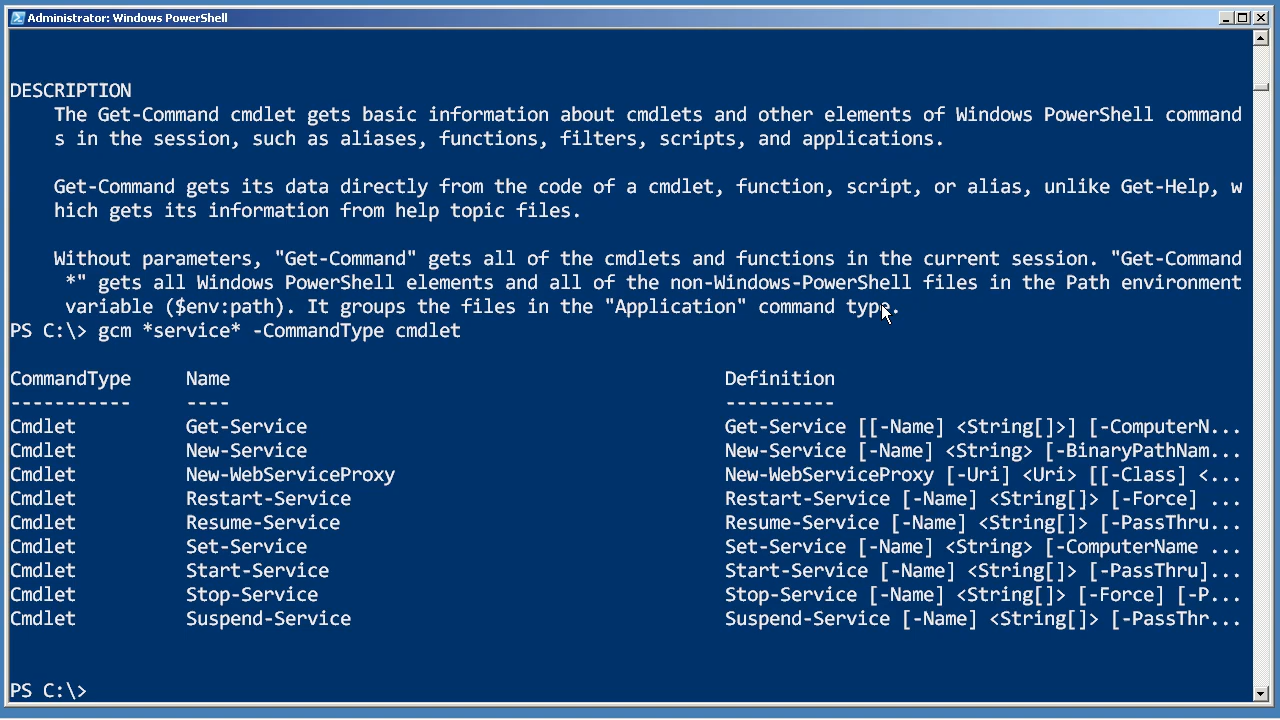 Administrator: Windows PowerShell
DESCRIPTION
The Get-Command cmdlet gets basic information about cmdlets and other elements of Windows PowerShell command
s in the session, such as aliases, functions, filters, scripts, and applications.
Get-Command gets its data directly from the code of a cmdlet, function, script, or alias, unlike Get-Help, w
hich gets its information from help topic files.
Without parameters, "Get-Command" gets all of the cmdlets and functions in the current session. "Get-Command
*" gets all Windows PowerShell elements and all of the non-Windows-PowerShell files in the Path environment
variable ($env:path). It groups the files in the "Application" command type.
PS C:\> gcm *service* -CommandType cmdlet
CommandType Name Definition
----------- ---- ----------
Cmdlet Get-Service Get-Service [[-Name] <String[]>] [-ComputerN...
Cmdlet New-Service New-Service [-Name] <String> [-BinaryPathNam...
Cmdlet New-WebServiceProxy New-WebServiceProxy [-Uri] <Uri> [[-Class] <...
Cmdlet Restart-Service Restart-Service [-Name] <String[]> [-Force] ...
Cmdlet Resume-Service Resume-Service [-Name] <String[]> [-PassThru...
Cmdlet Set-Service Set-Service [-Name] <String> [-ComputerName ...
Cmdlet Start-Service Start-Service [-Name] <String[]> [-PassThru]...
Cmdlet Stop-Service Stop-Service [-Name] <String[]> [-Force] [-P...
Cmdlet Suspend-Service Suspend-Service [-Name] <String[]> [-PassThr...
PS C:\>